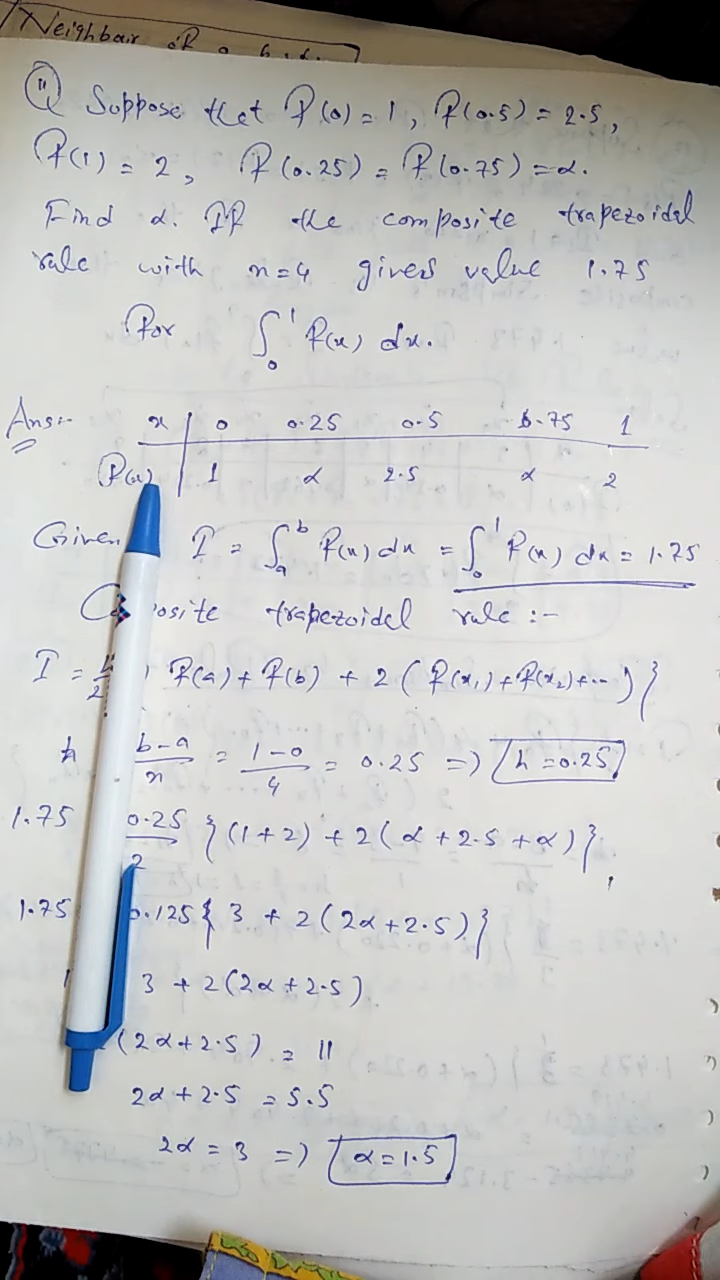 Neighbair of a
Q Suppose thet f(0) = 1, f(0.5) = 2.5,
f(1) = 2, f(0.25) = f(0.75) = α.
Find α. If the composite trapezoidal
rule with n=4 gives value 1.75
for ∫₀¹ f(x) dx.
Ans:- x 0 0.25 0.5 0.75 1
f(x) 1 α 2.5 α 2
Given I = ∫ₐᵇ f(x) dx = ∫₀¹ f(x) dx = 1.75
osite trapezoidel rule :-
I = f(a) + f(b) + 2 ( f(x₁) + f(x₂) + ... ) }
h b-a/n = 1-0/4 = 0.25 => h = 0.25
1.75 0.25/2 { (1+2) + 2(α + 2.5 + α) }
1.75 0.125 { 3 + 2(2α + 2.5) }
3 + 2(2α + 2.5)
(2α + 2.5) = 11
2α + 2.5 = 5.5
2α = 3 => α = 1.5